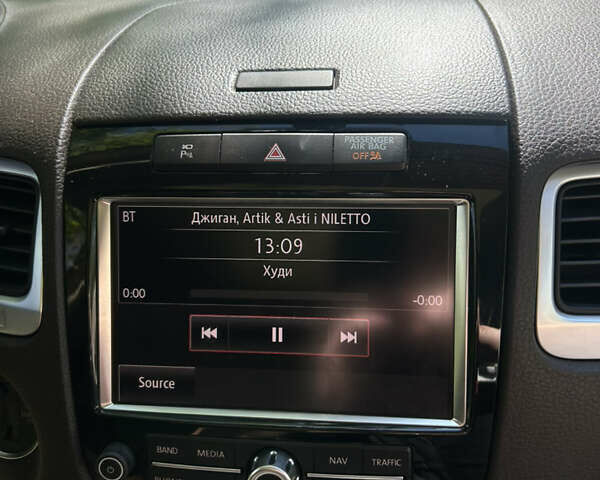 P
PASSENGER
AIR BAG
OFF
BT
Джиган, Artik & Asti i NILETTO
13:09
Худи
0:00
-0:00
Source
BAND
MEDIA
NAV
TRAFFIC
PHONE